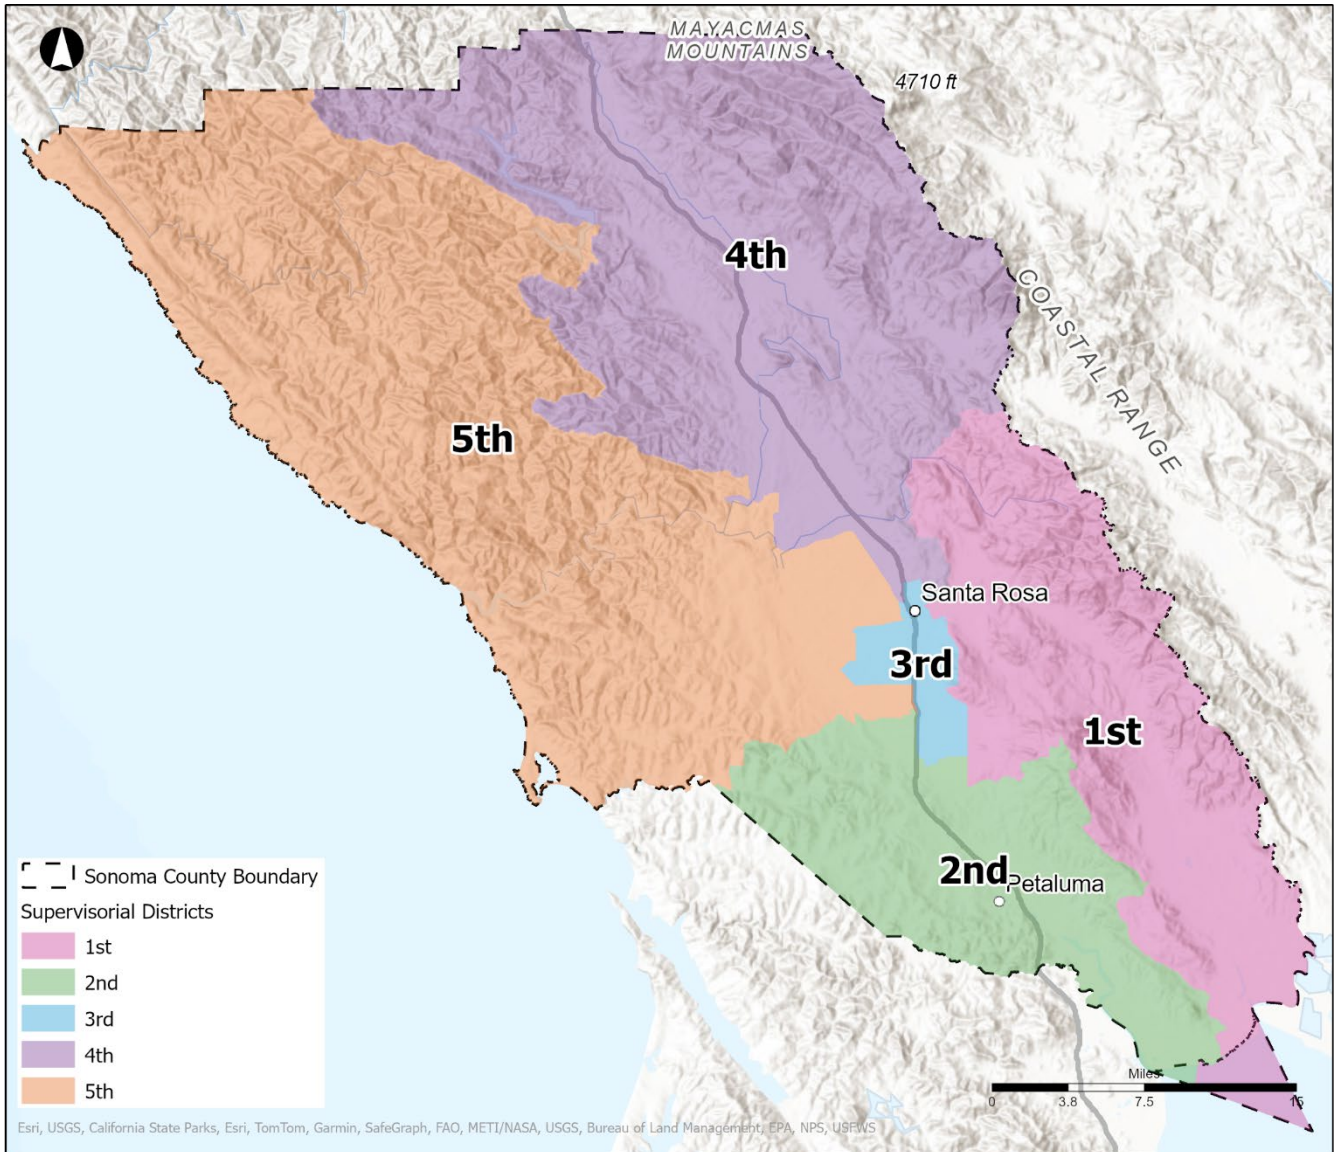 MAYACMAS
MOUNTAINS
4710 ft
4th
COASTAL RANGE
5th
Santa Rosa
3rd
1st
2nd
Petaluma
Sonoma County Boundary
Supervisorial Districts
1st
2nd
3rd
4th
5th
Miles
0 3.8 7.5 15
Esri, USGS, California State Parks, Esri, TomTom, Garmin, SafeGraph, FAO, METI/NASA, USGS, Bureau of Land Management, EPA, NPS, USFWS